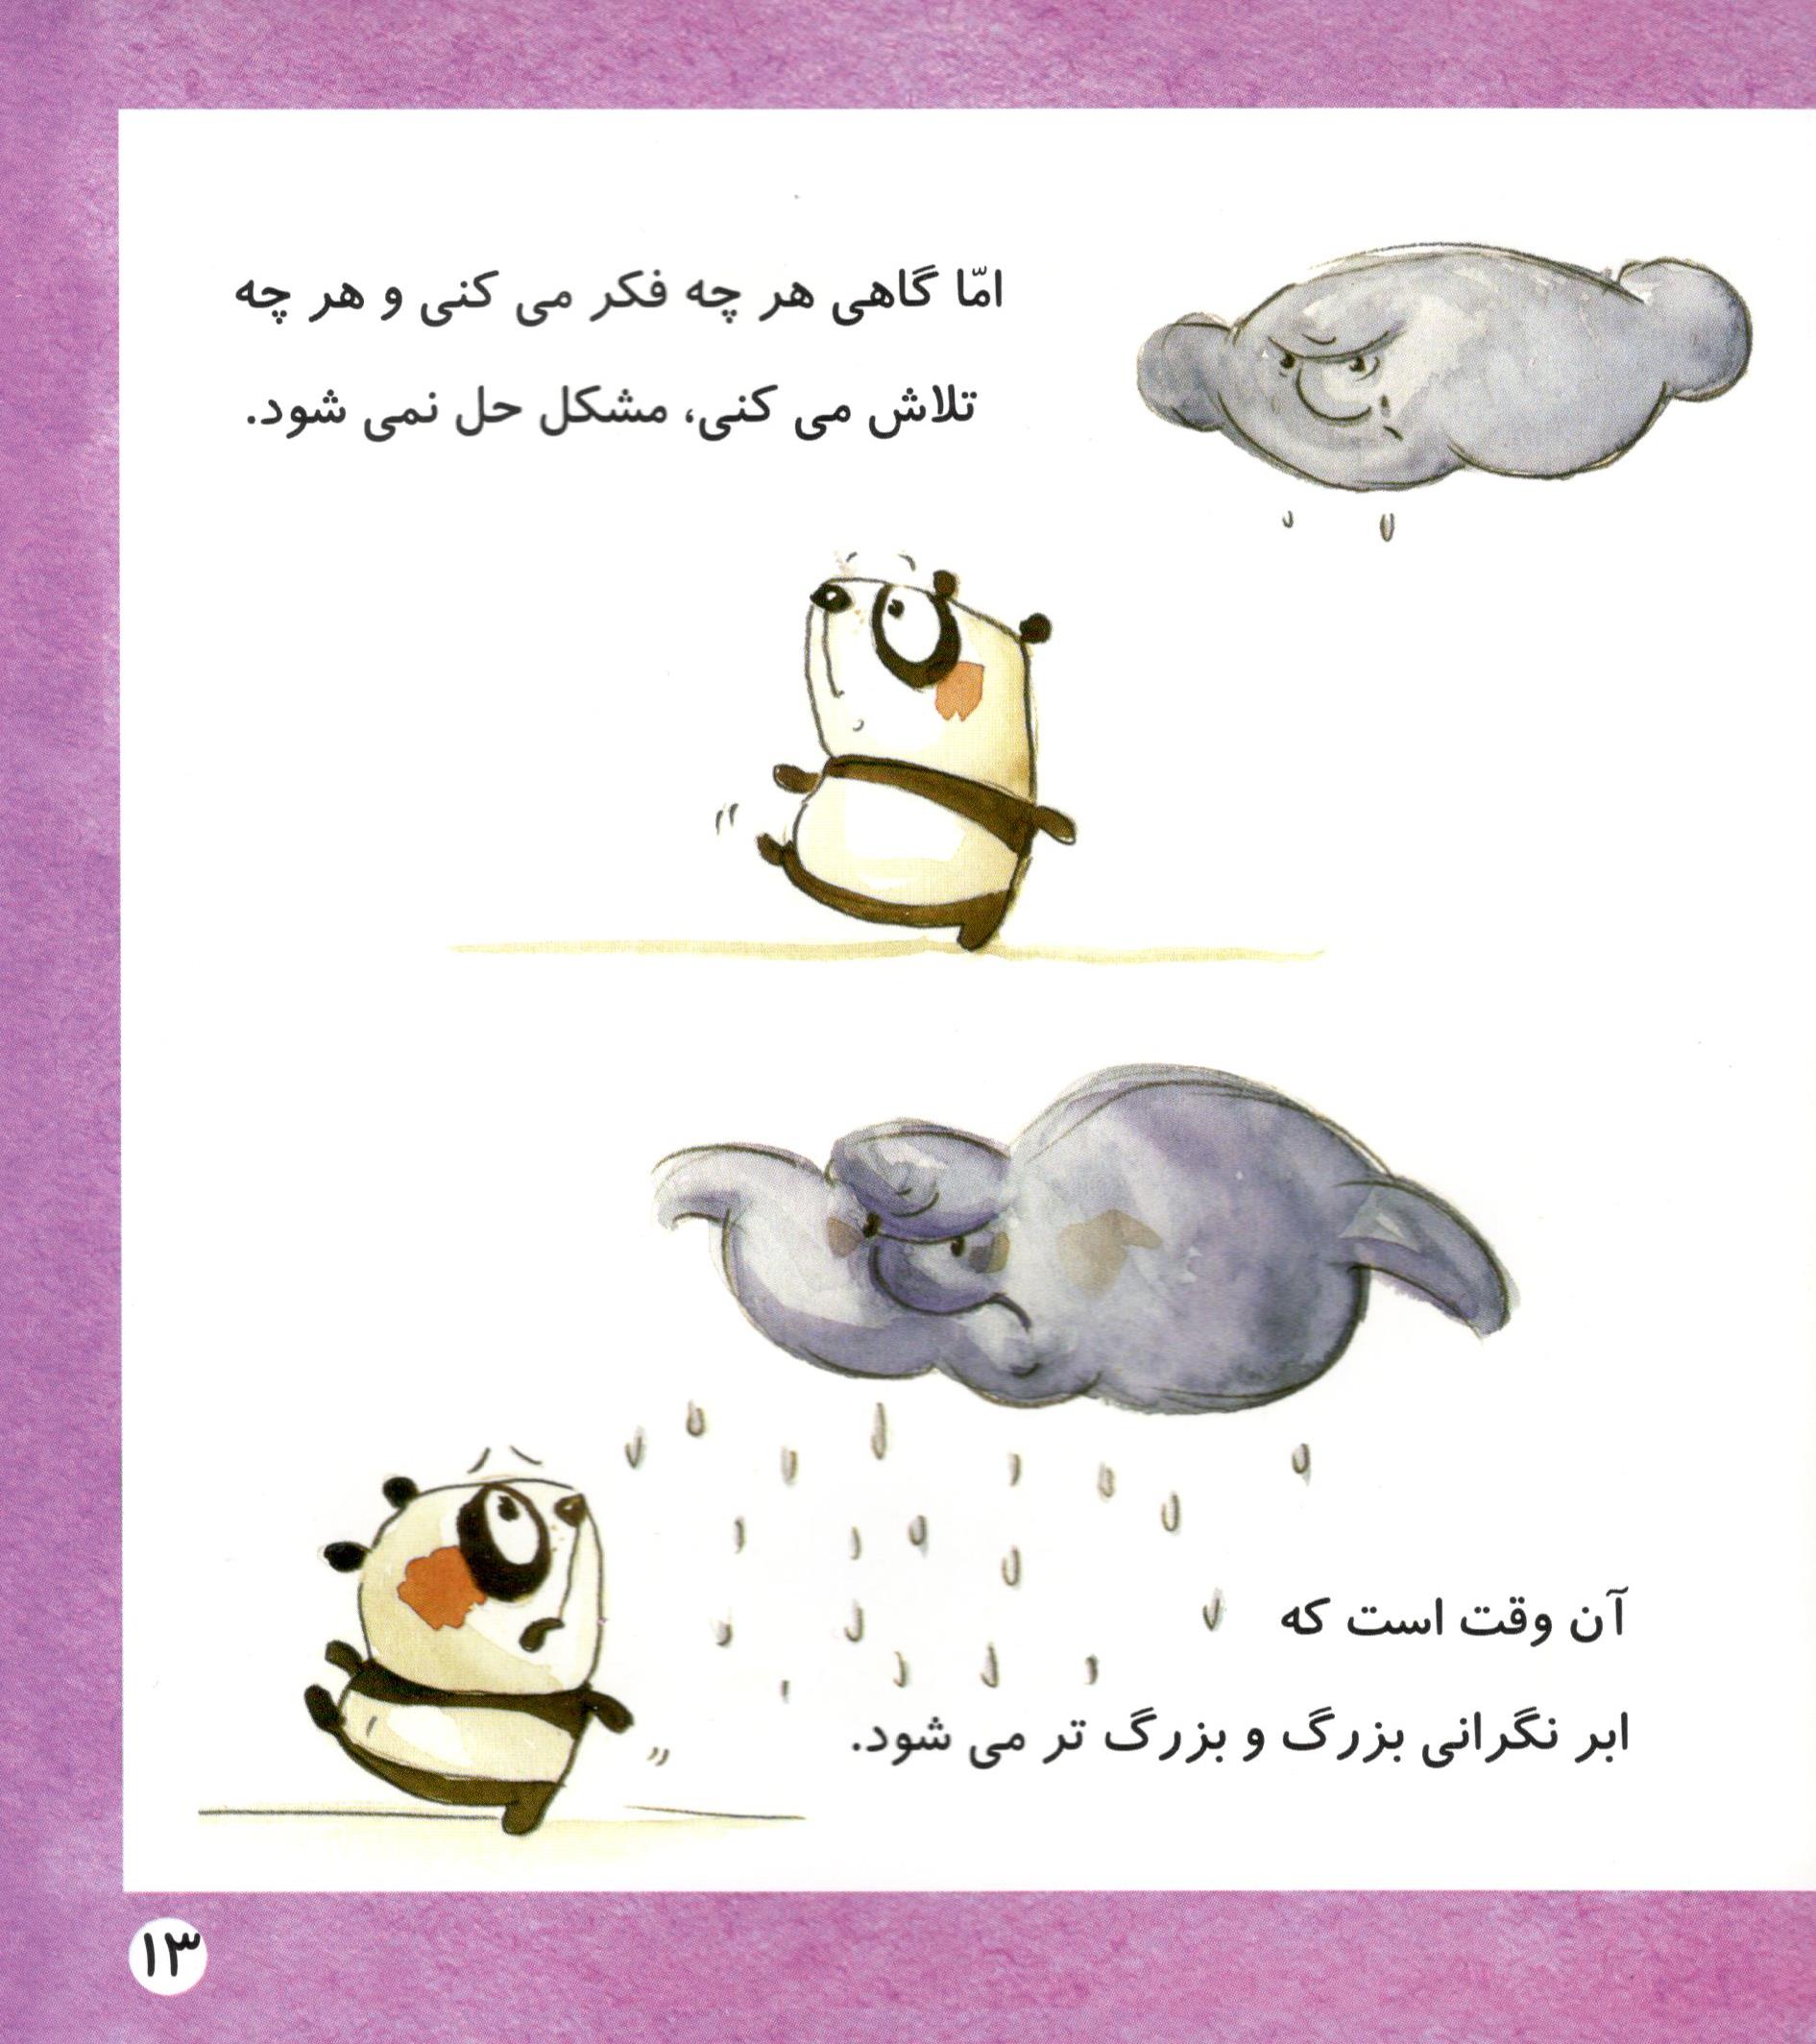 امّا گاهی هر چه فکر می کنی و هر چه
تلاش می کنی، مشکل حل نمی شود.
آن وقت است که
ابر نگرانی بزرگ و بزرگ تر می شود.
۱۳